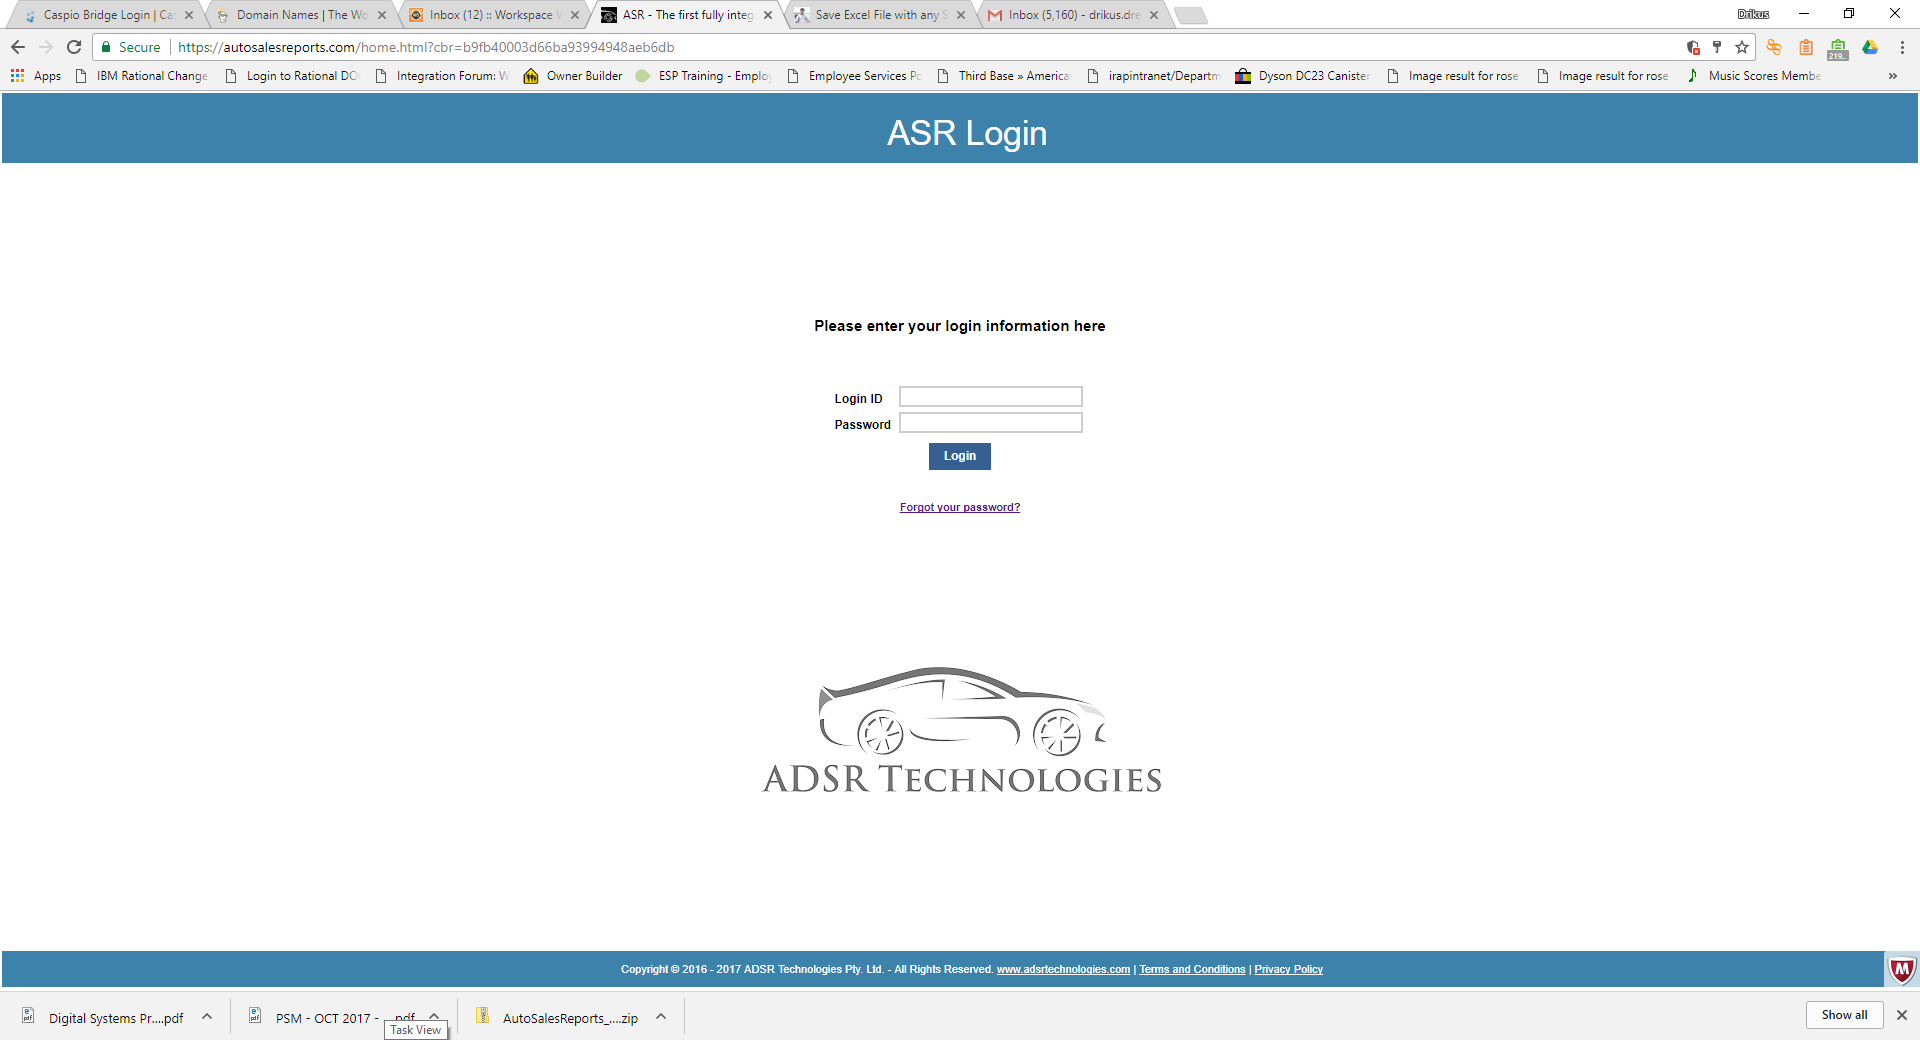 Caspio Bridge Login | Ca
Domain Names | The Wo
Inbox (12) :: Workspace
ASR - The first fully integ
Save Excel File with any S
Inbox (5,160) - drikus.dre
Drikus
Secure
https://autosalesreports.com/home.html?cbr=b9fb40003d66ba93994948aeb6db
219..
Apps
IBM Rational Change
Login to Rational DO
Integration Forum: W
Owner Builder
ESP Training - Employ
Employee Services Po
Third Base » America
irapintranet/Departm
Dyson DC23 Canister
Image result for rose
Image result for rose
Music Scores Membe
»
ASR Login
Please enter your login information here
Login ID
Password
Login
Forgot your password?
ADSR TECHNOLOGIES
Copyright © 2016 - 2017 ADSR Technologies Pty. Ltd. - All Rights Reserved. www.adsrtechnologies.com | Terms and Conditions | Privacy Policy
Digital Systems Pr....pdf
PSM - OCT 2017 - ...pdf
AutoSalesReports_....zip
Show all
Task View